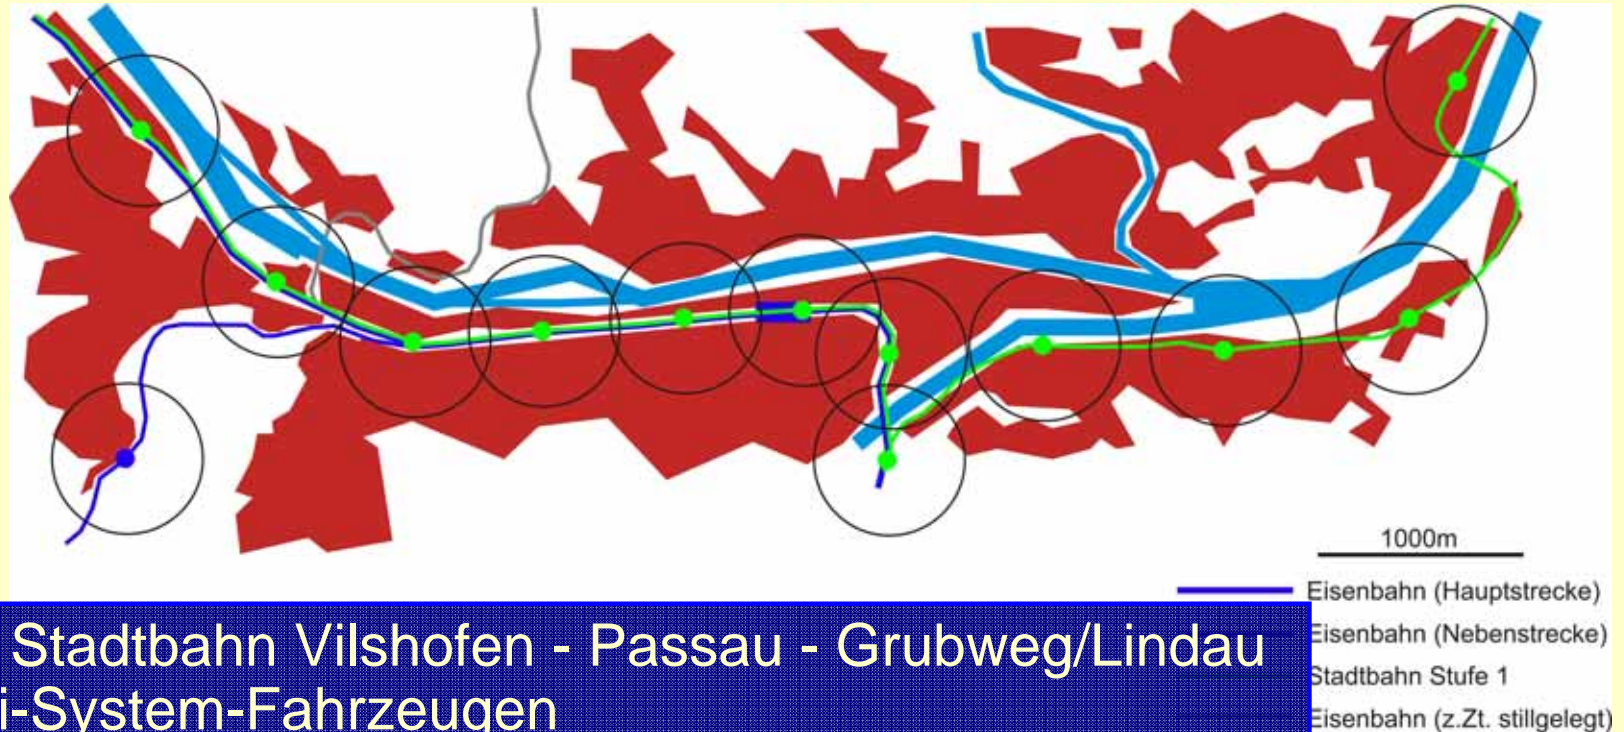 1000m
Eisenbahn (Hauptstrecke)
Eisenbahn (Nebenstrecke)
Stadtbahn Stufe 1
Eisenbahn (z.Zt. stillgelegt)
Stadtbahn Vilshofen - Passau - Grubweg/Lindau
i-System-Fahrzeugen